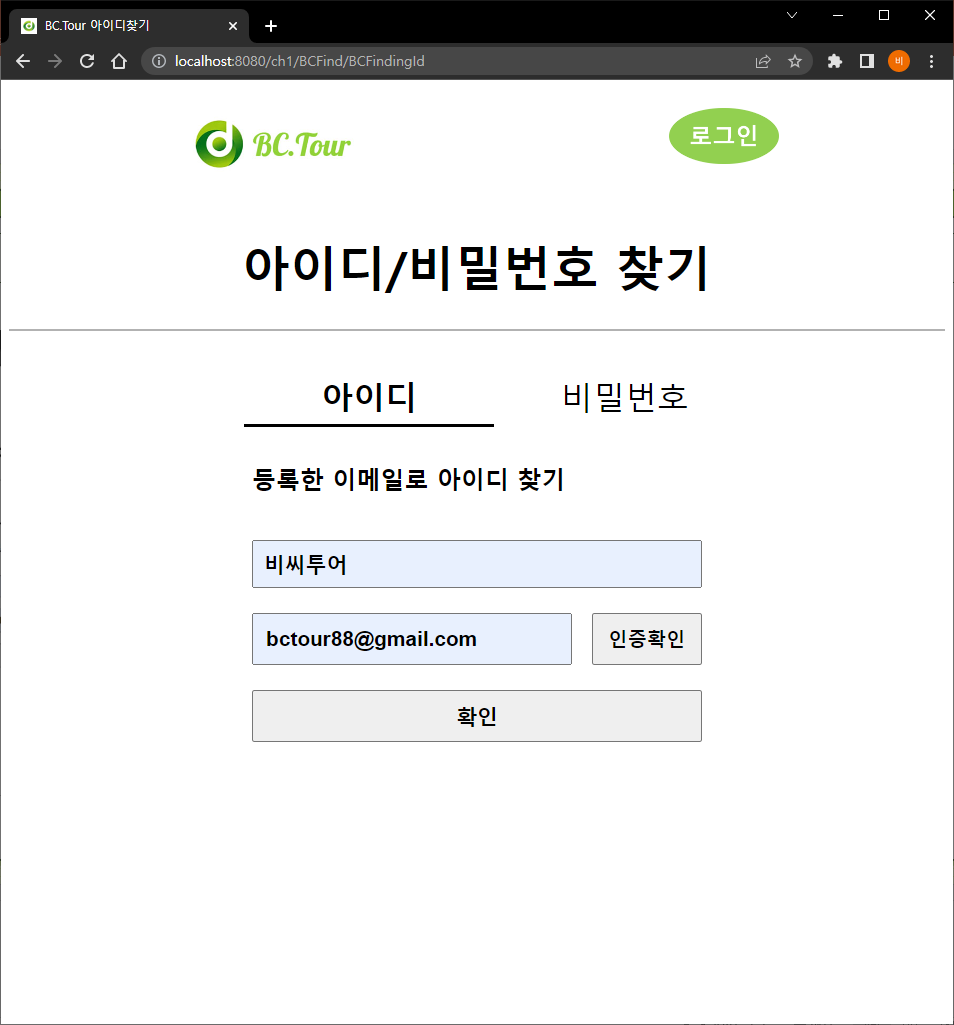 BC.Tour 아이디찾기
localhost:8080/ch1/BCFind/BCFindingId
비
BC.Tour
로그인
아이디/비밀번호 찾기
아이디 비밀번호
등록한 이메일로 아이디 찾기
비씨투어
bctour88@gmail.com 인증확인
확인